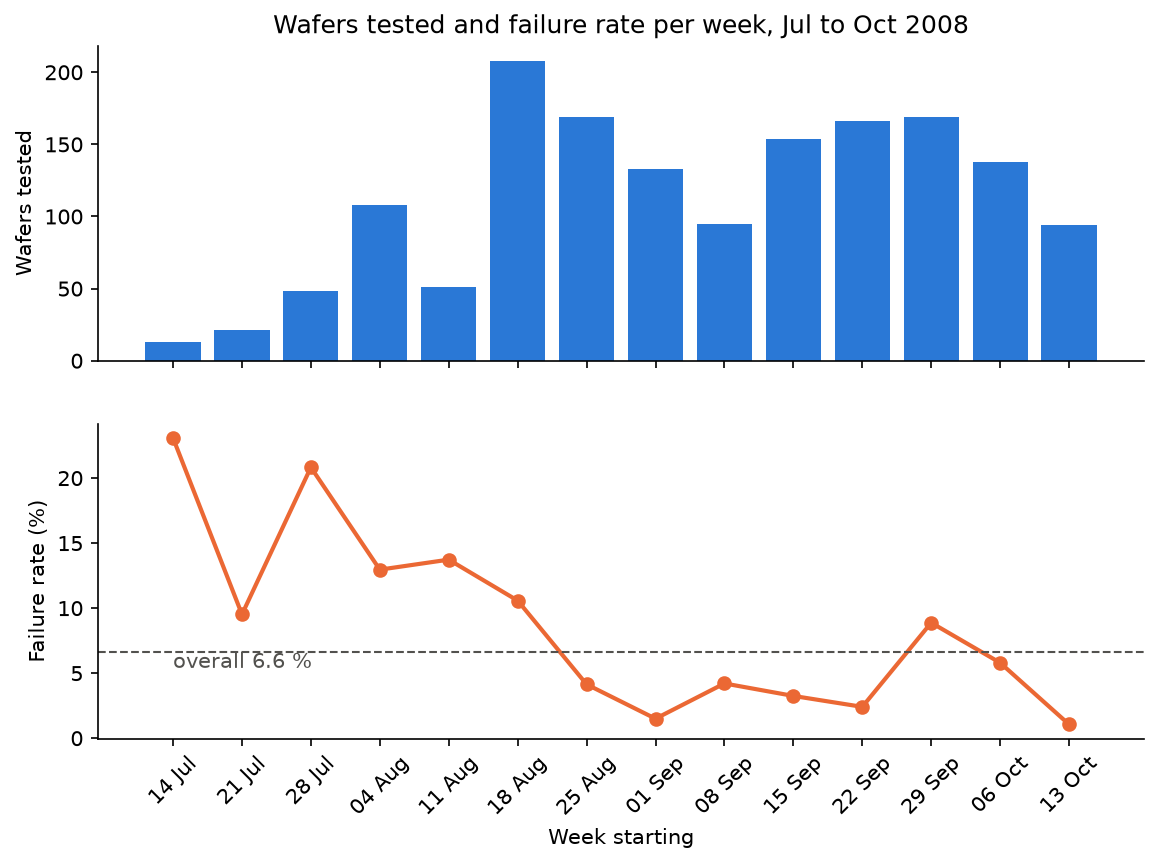 Wafers tested and failure rate per week, Jul to Oct 2008
Wafers tested
200
150
100
50
0
Failure rate (%)
20
15
10
5
0
overall 6.6 %
14 Jul
21 Jul
28 Jul
04 Aug
11 Aug
18 Aug
25 Aug
01 Sep
08 Sep
15 Sep
22 Sep
29 Sep
06 Oct
13 Oct
Week starting